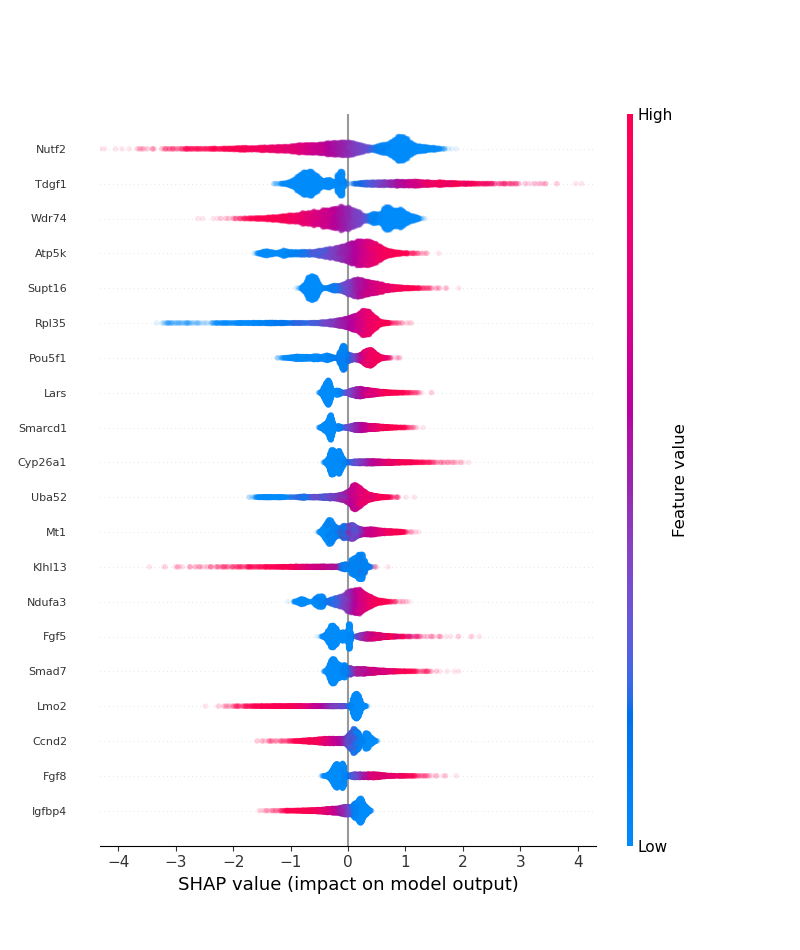 High
Nutf2
Tdgf1
Wdr74
Atp5k
Supt16
Rpl35
Pou5f1
Lars
Smarcd1
Cyp26a1
Uba52
Mt1
Klhl13
Ndufa3
Fgf5
Smad7
Lmo2
Ccnd2
Fgf8
Igfbp4
Feature value
Low
−4 −3 −2 −1 0 1 2 3 4
SHAP value (impact on model output)